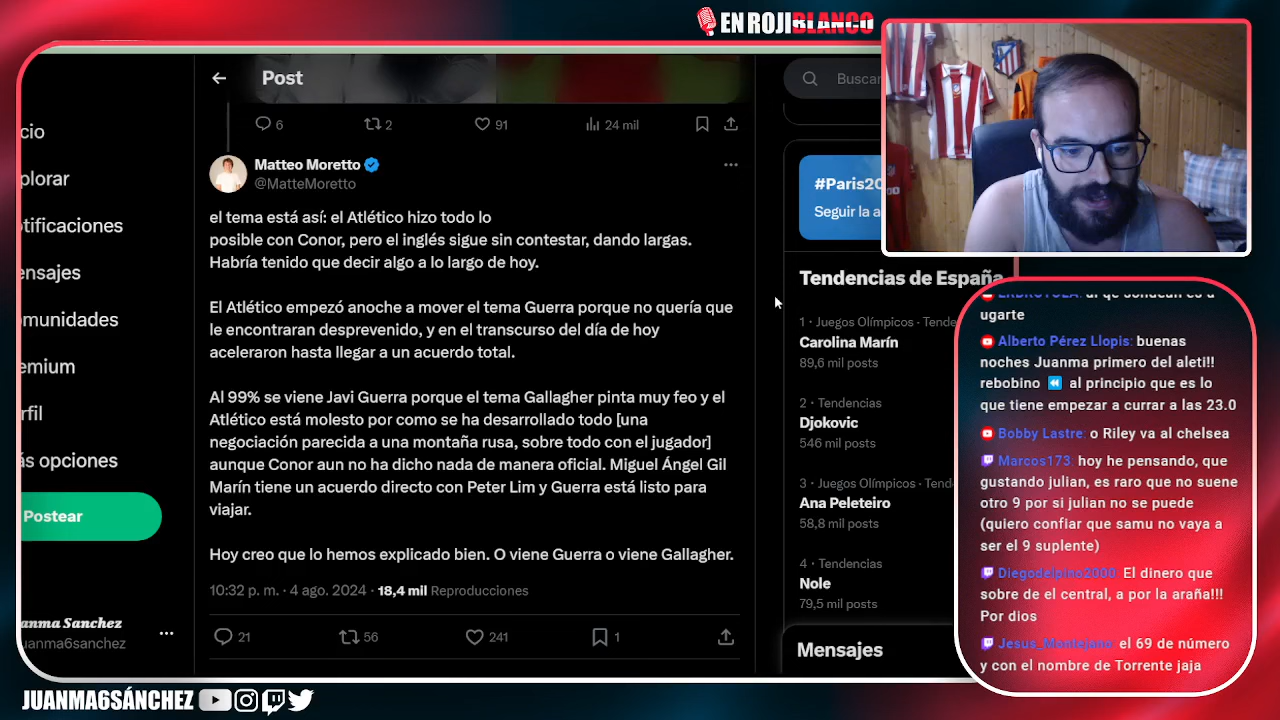 EN ROJIBLANCO
Post
Buscar
cio
plorar
tificaciones
ensajes
munidades
emium
rfil
ás opciones
Postear
anma Sanchez
uanma6sanchez
6
2
91
24 mil
Matteo Moretto
@MatteMoretto
el tema está así: el Atlético hizo todo lo
posible con Conor, pero el inglés sigue sin contestar, dando largas.
Habría tenido que decir algo a lo largo de hoy.
El Atlético empezó anoche a mover el tema Guerra porque no quería que
le encontraran desprevenido, y en el transcurso del día de hoy
aceleraron hasta llegar a un acuerdo total.
Al 99% se viene Javi Guerra porque el tema Gallagher pinta muy feo y el
Atlético está molesto por como se ha desarrollado todo [una
negociación parecida a una montaña rusa, sobre todo con el jugador]
aunque Conor aun no ha dicho nada de manera oficial. Miguel Ángel Gil
Marín tiene un acuerdo directo con Peter Lim y Guerra está listo para
viajar.
Hoy creo que lo hemos explicado bien. O viene Guerra o viene Gallagher.
10:32 p. m. · 4 ago. 2024 · 18,4 mil Reproducciones
21
56
241
1
#Paris20
Seguir la a
Tendencias de España
1 · Juegos Olímpicos · Tende
Carolina Marín
89,6 mil posts
2 · Tendencias
Djokovic
546 mil posts
3 · Juegos Olímpicos · Tend
Ana Peleteiro
58,8 mil posts
4 · Tendencias
Nole
79,5 mil posts
Mensajes
ugarte
Alberto Pérez Llopis: buenas
noches Juanma primero del aleti!!
rebobino ⏪ al principio que es lo
que tiene empezar a currar a las 23.0
Bobby Lastre: o Riley va al chelsea
Marcos173: hoy he pensando, que
gustando julian, es raro que no suene
otro 9 por si julian no se puede
(quiero confiar que samu no vaya a
ser el 9 suplente)
Diegodelpino2000: El dinero que
sobre de el central, a por la araña!!!
Por dios
Jesus_Montejano: el 69 de número
y con el nombre de Torrente jaja
JUANMA6SÁNCHEZ